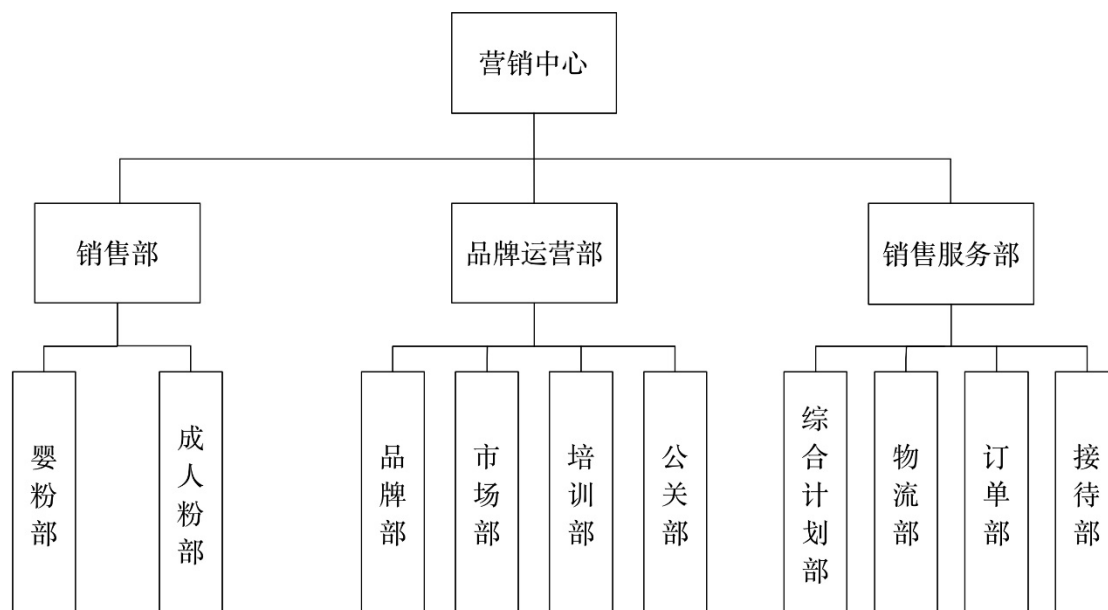 营销中心
销售部
品牌运营部
销售服务部
婴粉部
成人粉部
品牌部
市场部
培训部
公关部
综合计划部
物流部
订单部
接待部